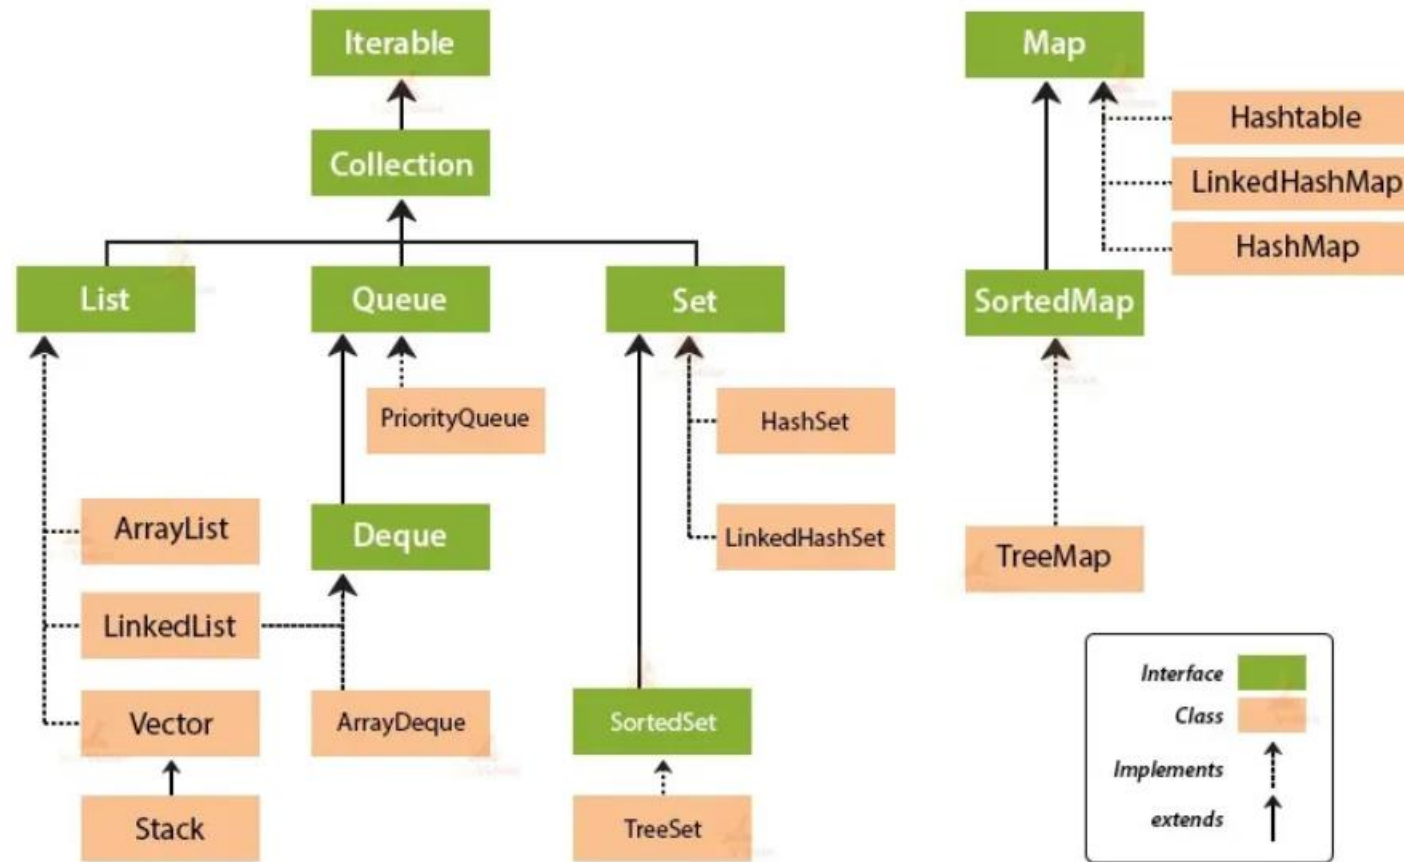 Iterable
Map
Hashtable
Collection
LinkedHashMap
HashMap
List
Queue
Set
SortedMap
PriorityQueue
HashSet
ArrayList
Deque
LinkedHashSet
TreeMap
LinkedList
Interface
Vector
ArrayDeque
SortedSet
Class
Implements
Stack
TreeSet
extends